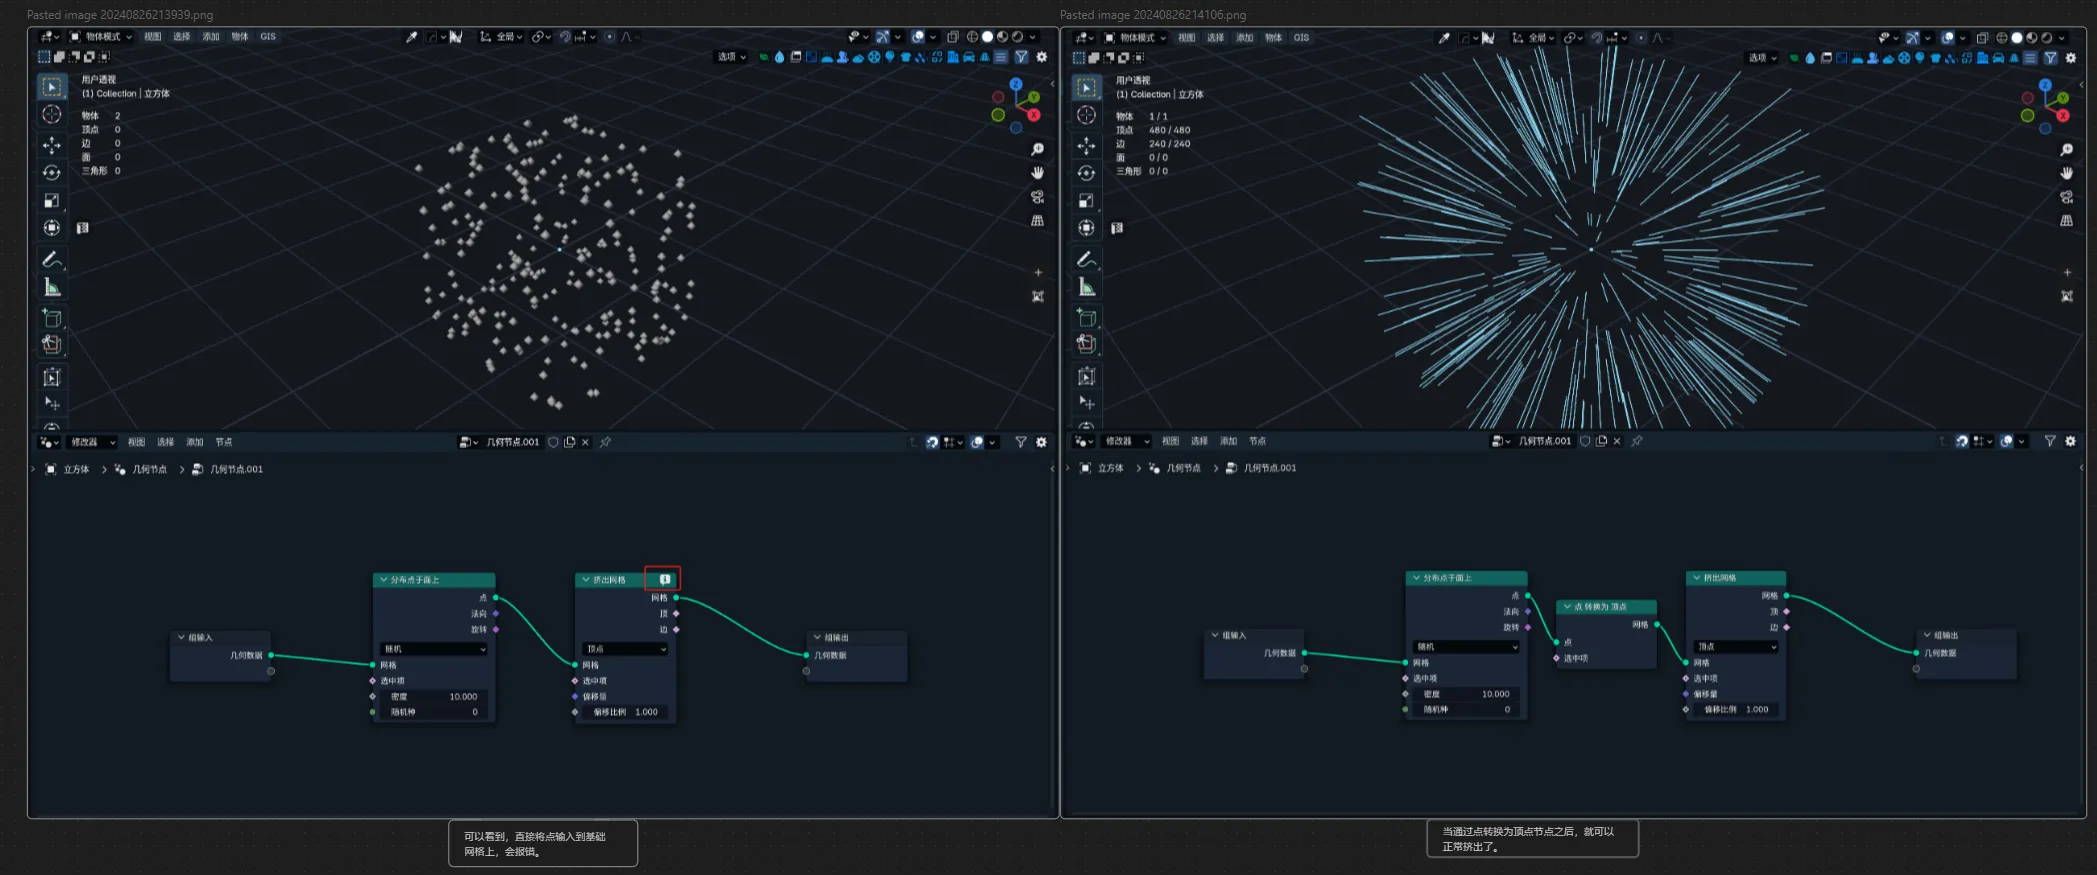 Pasted image 20240826213939.png
物体模式 视图 选择 添加 物体 GIS
全局
选项
用户透视
(1) Collection | 立方体
物体 2
顶点 0
边 0
面 0
三角形 0
Z
Y
X
修改器 视图 选择 添加 节点
几何节点.001
立方体 几何节点 几何节点.001
组输入
几何数据
分布点于面上
点
法向
旋转
随机
网格
选中项
密度 10.000
随机种 0
挤出网格
网格
顶
边
顶点
网格
选中项
偏移量
偏移比例 1.000
组输出
几何数据
可以看到，直接将点输入到基础
网格上，会报错。
Pasted image 20240826214106.png
物体模式 视图 选择 添加 物体 GIS
全局
选项
用户透视
(1) Collection | 立方体
物体 1 / 1
顶点 480 / 480
边 240 / 240
面 0 / 0
三角形 0 / 0
Z
Y
X
修改器 视图 选择 添加 节点
几何节点.001
立方体 几何节点 几何节点.001
组输入
几何数据
分布点于面上
点
法向
旋转
随机
网格
选中项
密度 10.000
随机种 0
点 转换为 顶点
网格
点
选中项
挤出网格
网格
顶
边
顶点
网格
选中项
偏移量
偏移比例 1.000
组输出
几何数据
当通过点转换为顶点节点之后，就可以
正常挤出了。